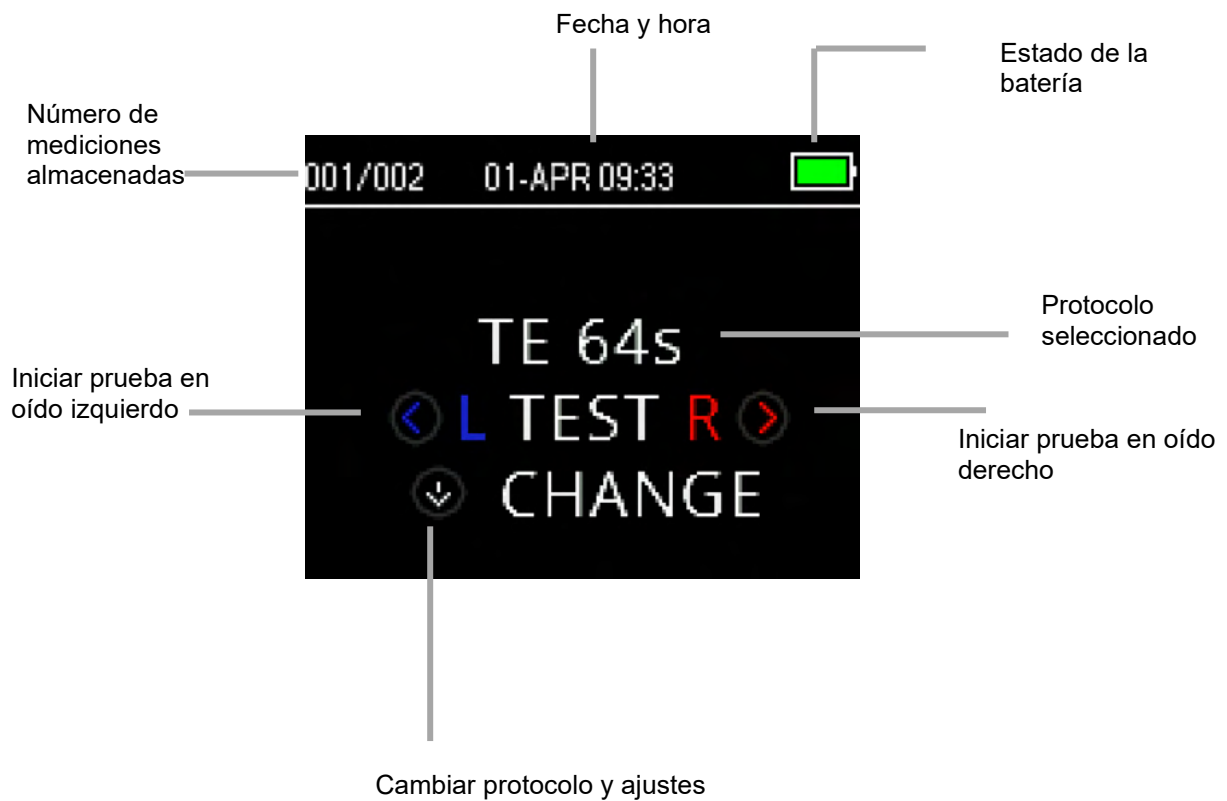 Fecha y hora
Estado de la
batería
Número de
mediciones
almacenadas
001/002 01-APR 09:33
TE 64s
Protocolo
seleccionado
Iniciar prueba en
oído izquierdo
L TEST R
Iniciar prueba en oído
derecho
CHANGE
Cambiar protocolo y ajustes